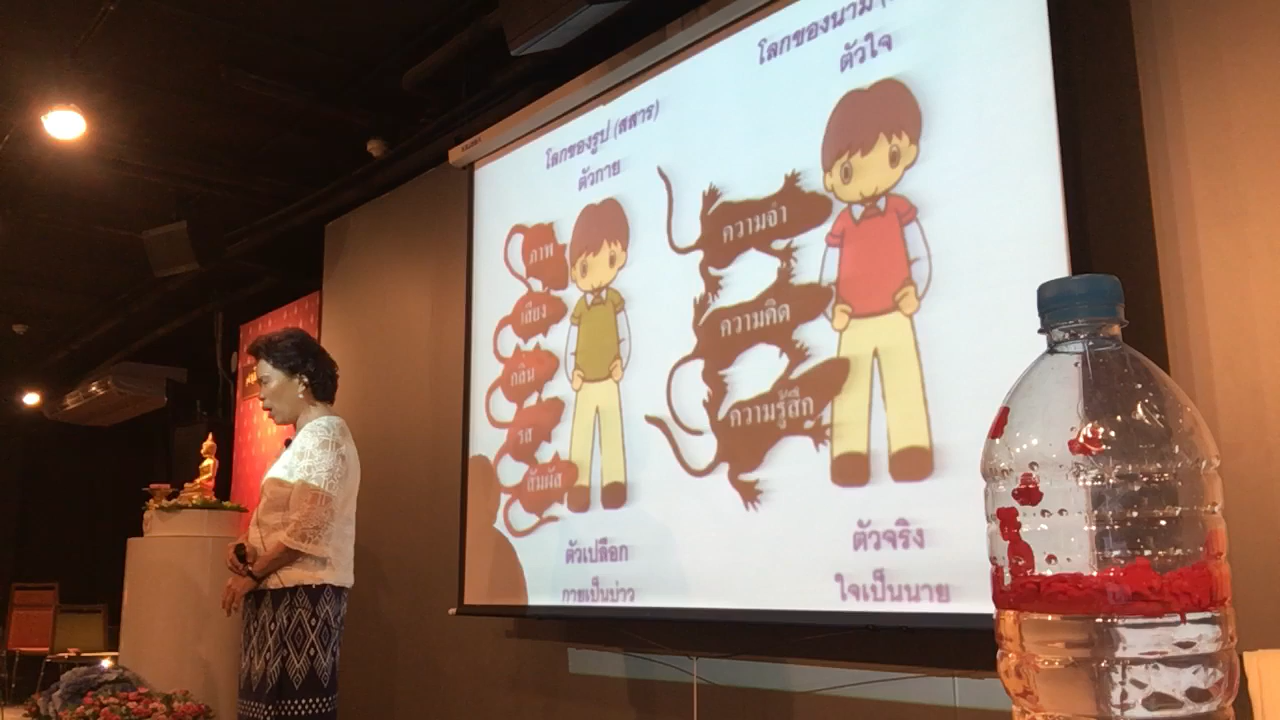 โลกของรูป (สสาร)
ตัวกาย
ภาพ
เสียง
กลิ่น
รส
สัมผัส
ตัวเปลือก
กายเป็นบ่าว
โลกของนาม
ตัวใจ
ความจำ
ความคิด
ความรู้สึก
ตัวจริง
ใจเป็นนาย